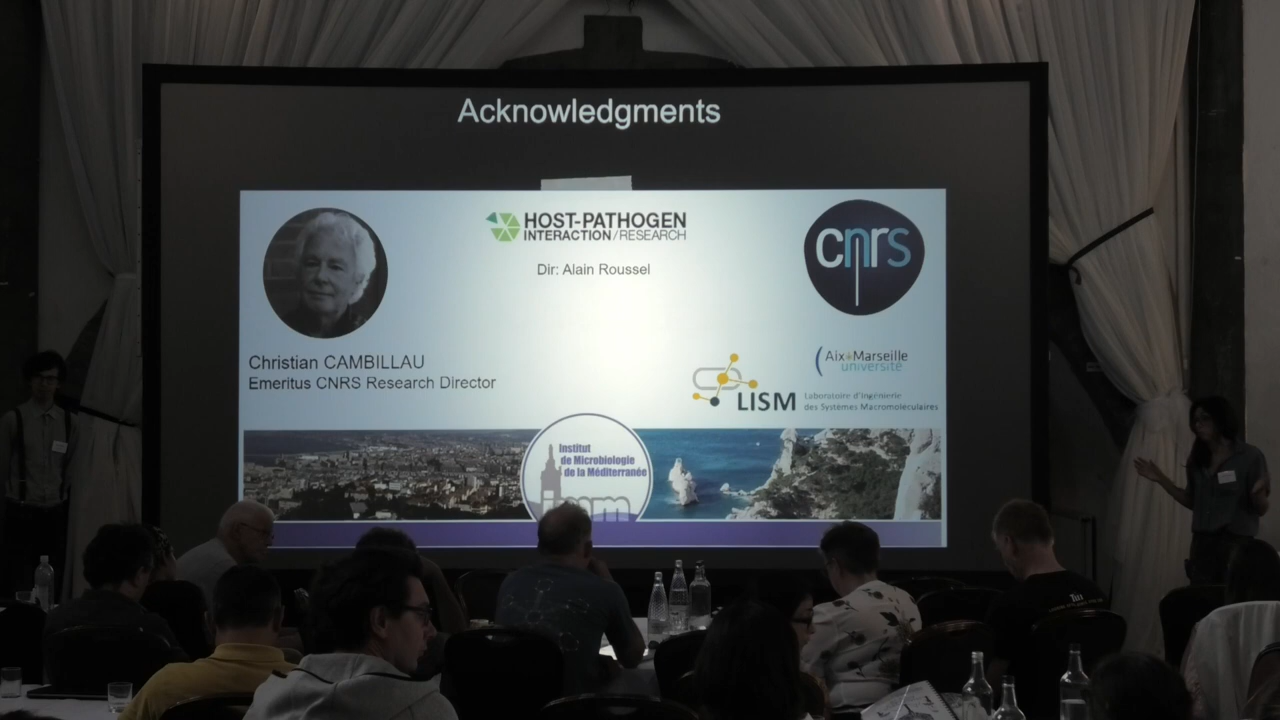 Acknowledgments
HOST-PATHOGEN
INTERACTION/RESEARCH
Dir: Alain Roussel
cnrs
Christian CAMBILLAU
Emeritus CNRS Research Director
Aix*Marseille
université
LISM
Laboratoire d'Ingénierie
des Systèmes Macromoléculaires
Institut
de Microbiologie
de la Méditerranée
imm